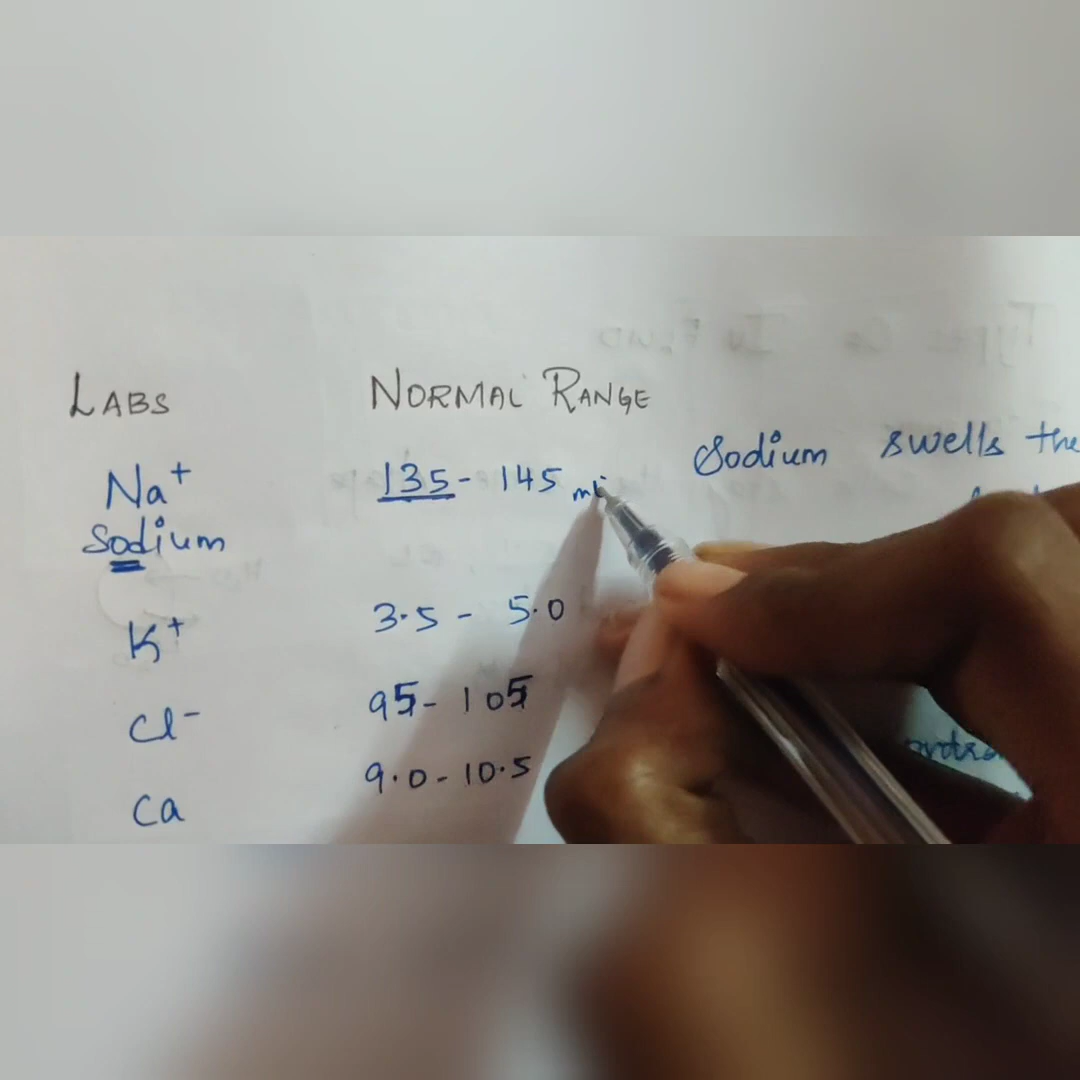 LABS NORMAL RANGE
Na+ 135 - 145 Sodium swells the
Sodium
K+ 3.5 - 5.0
Cl- 95 - 105
Ca 9.0 - 10.5